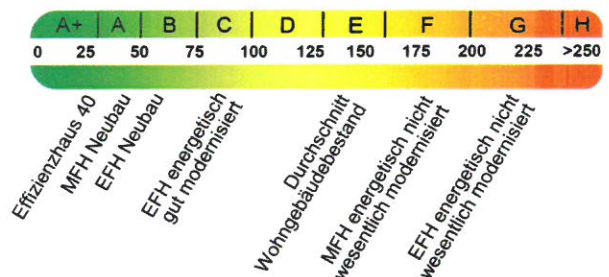 A+ A B C D E F G H
0 25 50 75 100 125 150 175 200 225 >250
Effizienzhaus 40
MFH Neubau
EFH Neubau
EFH energetisch
gut modernisiert
Durchschnitt
Wohngebäudebestand
MFH energetisch nicht
wesentlich modernisiert
EFH energetisch nicht
wesentlich modernisiert